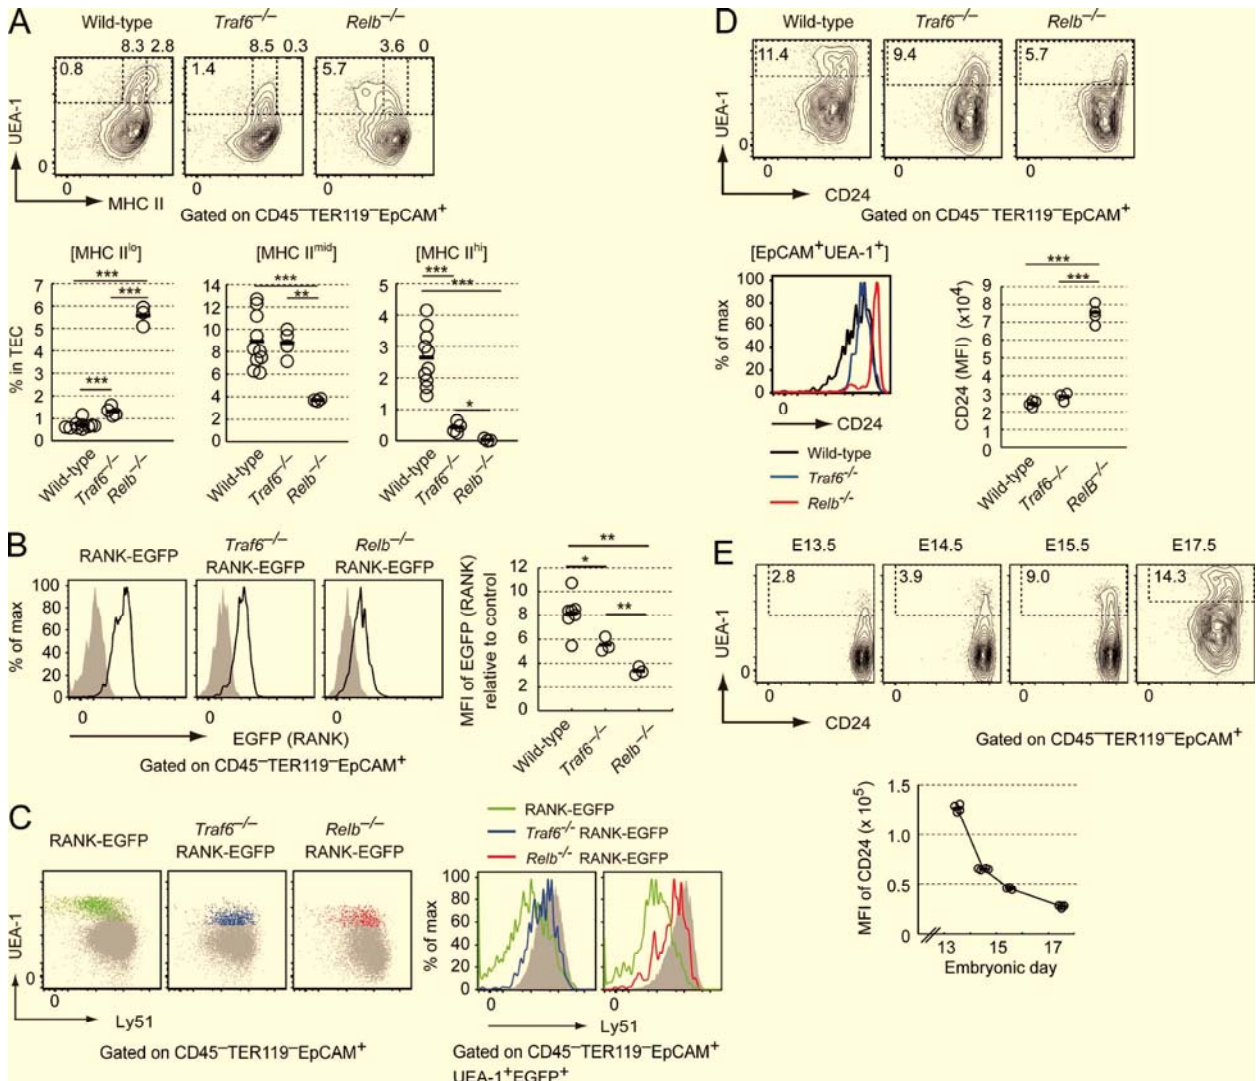 A
Wild-type Traf6–/– Relb–/–
8.3 2.8 8.5 0.3 3.6 0
0.8 1.4 5.7
UEA-1
0
0 0 0
MHC II
Gated on CD45–TER119–EpCAM+
[MHC IIlo] [MHC IImid] [MHC IIhi]
% in TEC
7
6
5
4
3
2
1
0
***
***
***
14
12
10
8
6
4
2
0
***
**
5
4
3
2
1
0
***
***
*
Wild-type Traf6–/– Relb–/–
Wild-type Traf6–/– Relb–/–
Wild-type Traf6–/– Relb–/–
B
RANK-EGFP
Traf6–/–
RANK-EGFP
Relb–/–
RANK-EGFP
% of max
100
80
60
40
20
0
0 0 0
EGFP (RANK)
Gated on CD45–TER119–EpCAM+
MFI of EGFP (RANK)
relative to control
12
10
8
6
4
2
0
**
*
**
Wild-type Traf6–/– Relb–/–
C
RANK-EGFP
Traf6–/–
RANK-EGFP
Relb–/–
RANK-EGFP
UEA-1
0
0
Ly51
Gated on CD45–TER119–EpCAM+
RANK-EGFP
Traf6-/- RANK-EGFP
Relb-/- RANK-EGFP
% of max
100
80
60
40
20
0
0 0
Ly51
Gated on CD45–TER119–EpCAM+
UEA-1+EGFP+
D
Wild-type Traf6–/– Relb–/–
11.4 9.4 5.7
UEA-1
0
0 0 0
CD24
Gated on CD45–TER119–EpCAM+
[EpCAM+UEA-1+]
% of max
100
80
60
40
20
0
0
CD24
Wild-type
Traf6-/-
Relb-/-
CD24 (MFI) (x104)
9
8
7
6
5
4
3
2
1
0
***
***
Wild-type Traf6–/– RelB–/–
E
E13.5 E14.5 E15.5 E17.5
2.8 3.9 9.0 14.3
UEA-1
0
0 0 0 0
CD24
Gated on CD45–TER119–EpCAM+
MFI of CD24 (x 105)
1.5
1.0
0.5
0
13 15 17
Embryonic day